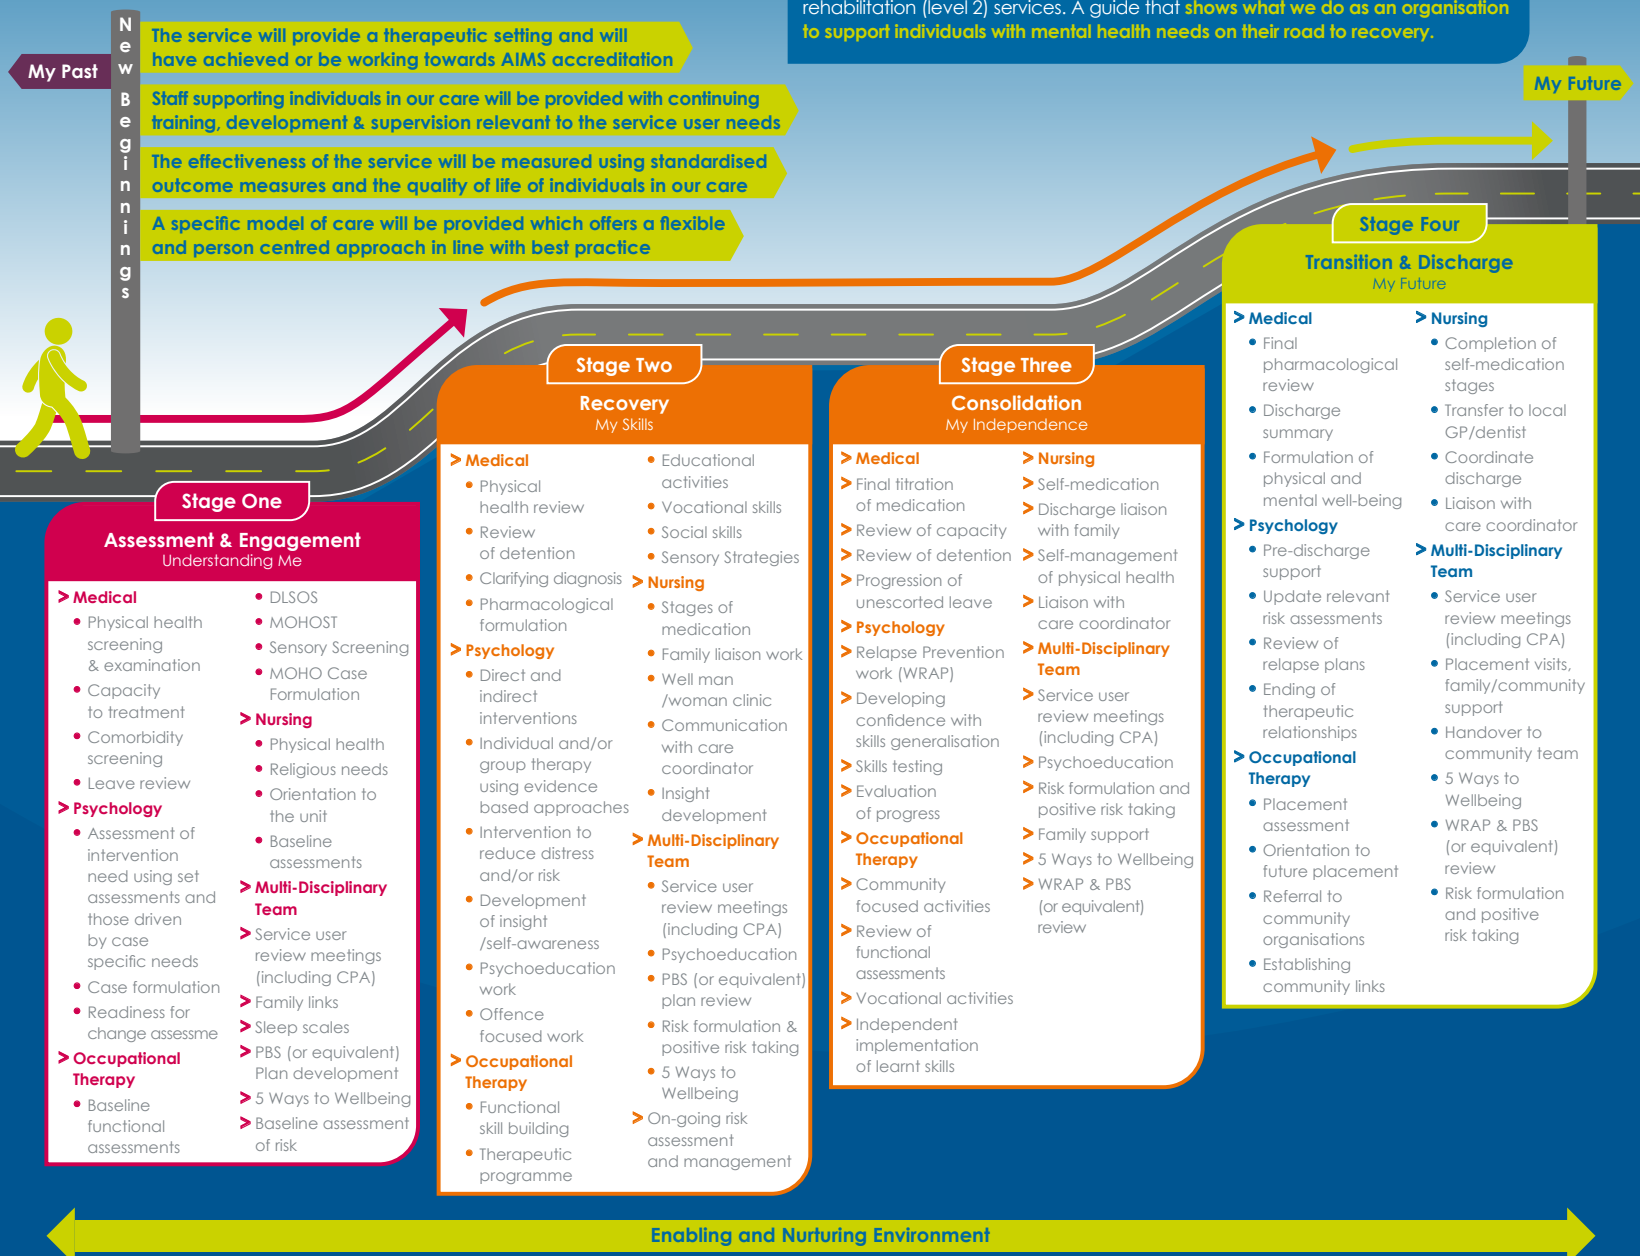 rehabilitation (level 2) services. A guide that shows what we do as an organisation
to support individuals with mental health needs on their road to recovery.
My Past
New Beginnings
The service will provide a therapeutic setting and will
have achieved or be working towards AIMS accreditation
Staff supporting individuals in our care will be provided with continuing
training, development & supervision relevant to the service user needs
The effectiveness of the service will be measured using standardised
outcome measures and the quality of life of individuals in our care
A specific model of care will be provided which offers a flexible
and person centred approach in line with best practice
My Future
Stage One
Assessment & Engagement
Understanding Me
> Medical
• Physical health
screening
& examination
• Capacity
to treatment
• Comorbidity
screening
• Leave review
> Psychology
• Assessment of
intervention
need using set
assessments and
those driven
by case
specific needs
• Case formulation
• Readiness for
change assessme
> Occupational
Therapy
• Baseline
functional
assessments
• DLSOS
• MOHOST
• Sensory Screening
• MOHO Case
Formulation
> Nursing
• Physical health
• Religious needs
• Orientation to
the unit
• Baseline
assessments
> Multi-Disciplinary
Team
> Service user
review meetings
(including CPA)
> Family links
> Sleep scales
> PBS (or equivalent)
Plan development
> 5 Ways to Wellbeing
> Baseline assessment
of risk
Stage Two
Recovery
My Skills
> Medical
• Physical
health review
• Review
of detention
• Clarifying diagnosis
• Pharmacological
formulation
> Psychology
• Direct and
indirect
interventions
• Individual and/or
group therapy
using evidence
based approaches
• Intervention to
reduce distress
and/or risk
• Development
of insight
/self-awareness
• Psychoeducation
work
• Offence
focused work
> Occupational
Therapy
• Functional
skill building
• Therapeutic
programme
• Educational
activities
• Vocational skills
• Social skills
• Sensory Strategies
> Nursing
• Stages of
medication
• Family liaison work
• Well man
/woman clinic
• Communication
with care
coordinator
• Insight
development
> Multi-Disciplinary
Team
• Service user
review meetings
(including CPA)
• Psychoeducation
• PBS (or equivalent)
plan review
• Risk formulation &
positive risk taking
• 5 Ways to
Wellbeing
> On-going risk
assessment
and management
Stage Three
Consolidation
My Independence
> Medical
> Final titration
of medication
> Review of capacity
> Review of detention
> Progression of
unescorted leave
> Psychology
> Relapse Prevention
work (WRAP)
> Developing
confidence with
skills generalisation
> Skills testing
> Evaluation
of progress
> Occupational
Therapy
> Community
focused activities
> Review of
functional
assessments
> Vocational activities
> Independent
implementation
of learnt skills
> Nursing
> Self-medication
> Discharge liaison
with family
> Self-management
of physical health
> Liaison with
care coordinator
> Multi-Disciplinary
Team
> Service user
review meetings
(including CPA)
> Psychoeducation
> Risk formulation and
positive risk taking
> Family support
> 5 Ways to Wellbeing
> WRAP & PBS
(or equivalent)
review
Stage Four
Transition & Discharge
My Future
> Medical
• Final
pharmacological
review
• Discharge
summary
• Formulation of
physical and
mental well-being
> Psychology
• Pre-discharge
support
• Update relevant
risk assessments
• Review of
relapse plans
• Ending of
therapeutic
relationships
> Occupational
Therapy
• Placement
assessment
• Orientation to
future placement
• Referral to
community
organisations
• Establishing
community links
> Nursing
• Completion of
self-medication
stages
• Transfer to local
GP/dentist
• Coordinate
discharge
• Liaison with
care coordinator
> Multi-Disciplinary
Team
• Service user
review meetings
(including CPA)
• Placement visits,
family/community
support
• Handover to
community team
• 5 Ways to
Wellbeing
• WRAP & PBS
(or equivalent)
review
• Risk formulation
and positive
risk taking
Enabling and Nurturing Environment